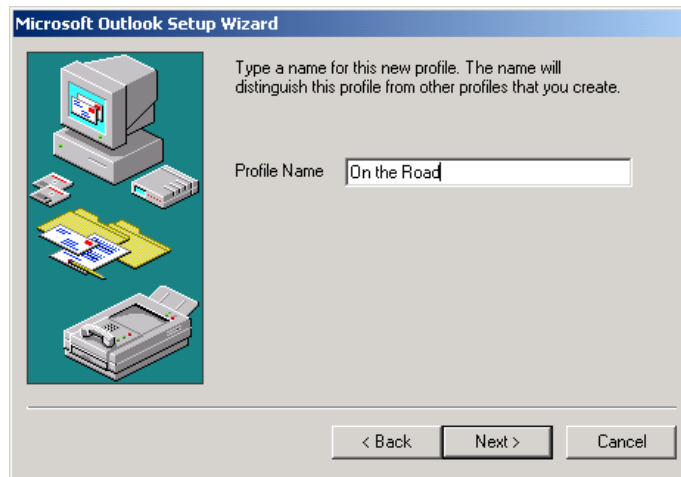 Microsoft Outlook Setup Wizard
Type a name for this new profile. The name will
distinguish this profile from other profiles that you create.
Profile Name On the Road
< Back Next > Cancel